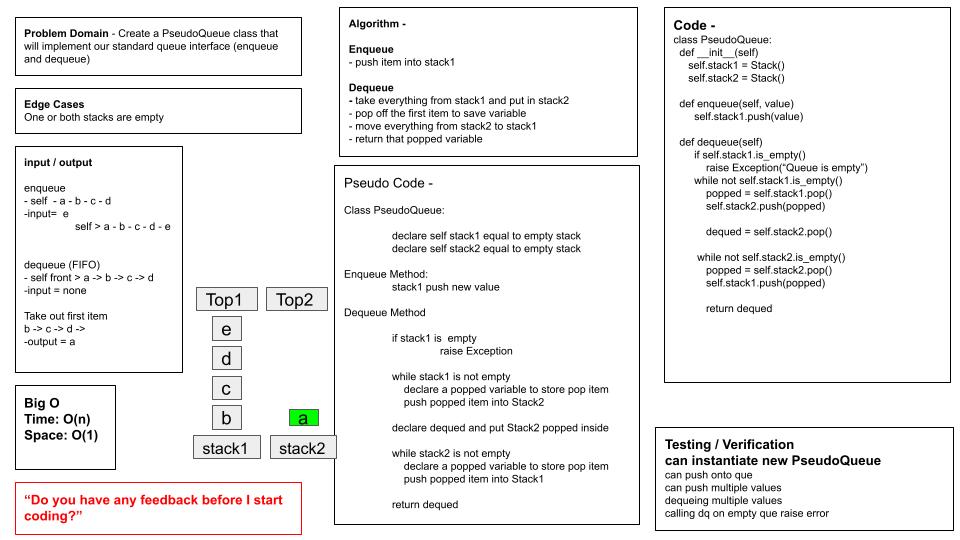 Problem Domain - Create a PseudoQueue class that
will implement our standard queue interface (enqueue
and dequeue)
Edge Cases
One or both stacks are empty
input / output
enqueue
- self - a - b - c - d
-input= e
self > a - b - c - d - e
dequeue (FIFO)
- self front > a -> b -> c -> d
-input = none
Take out first item
b -> c -> d ->
-output = a
Big O
Time: O(n)
Space: O(1)
“Do you have any feedback before I start
coding?”
Top1
Top2
e
d
c
b
a
stack1
stack2
Algorithm -
Enqueue
- push item into stack1
Dequeue
- take everything from stack1 and put in stack2
- pop off the first item to save variable
- move everything from stack2 to stack1
- return that popped variable
Pseudo Code -
Class PseudoQueue:
declare self stack1 equal to empty stack
declare self stack2 equal to empty stack
Enqueue Method:
stack1 push new value
Dequeue Method
if stack1 is empty
raise Exception
while stack1 is not empty
declare a popped variable to store pop item
push popped item into Stack2
declare dequed and put Stack2 popped inside
while stack2 is not empty
declare a popped variable to store pop item
push popped item into Stack1
return dequed
Code -
class PseudoQueue:
def __init__(self)
self.stack1 = Stack()
self.stack2 = Stack()
def enqueue(self, value)
self.stack1.push(value)
def dequeue(self)
if self.stack1.is_empty()
raise Exception(“Queue is empty”)
while not self.stack1.is_empty()
popped = self.stack1.pop()
self.stack2.push(popped)
dequed = self.stack2.pop()
while not self.stack2.is_empty()
popped = self.stack2.pop()
self.stack1.push(popped)
return dequed
Testing / Verification
can instantiate new PseudoQueue
can push onto que
can push multiple values
dequeing multiple values
calling dq on empty que raise error